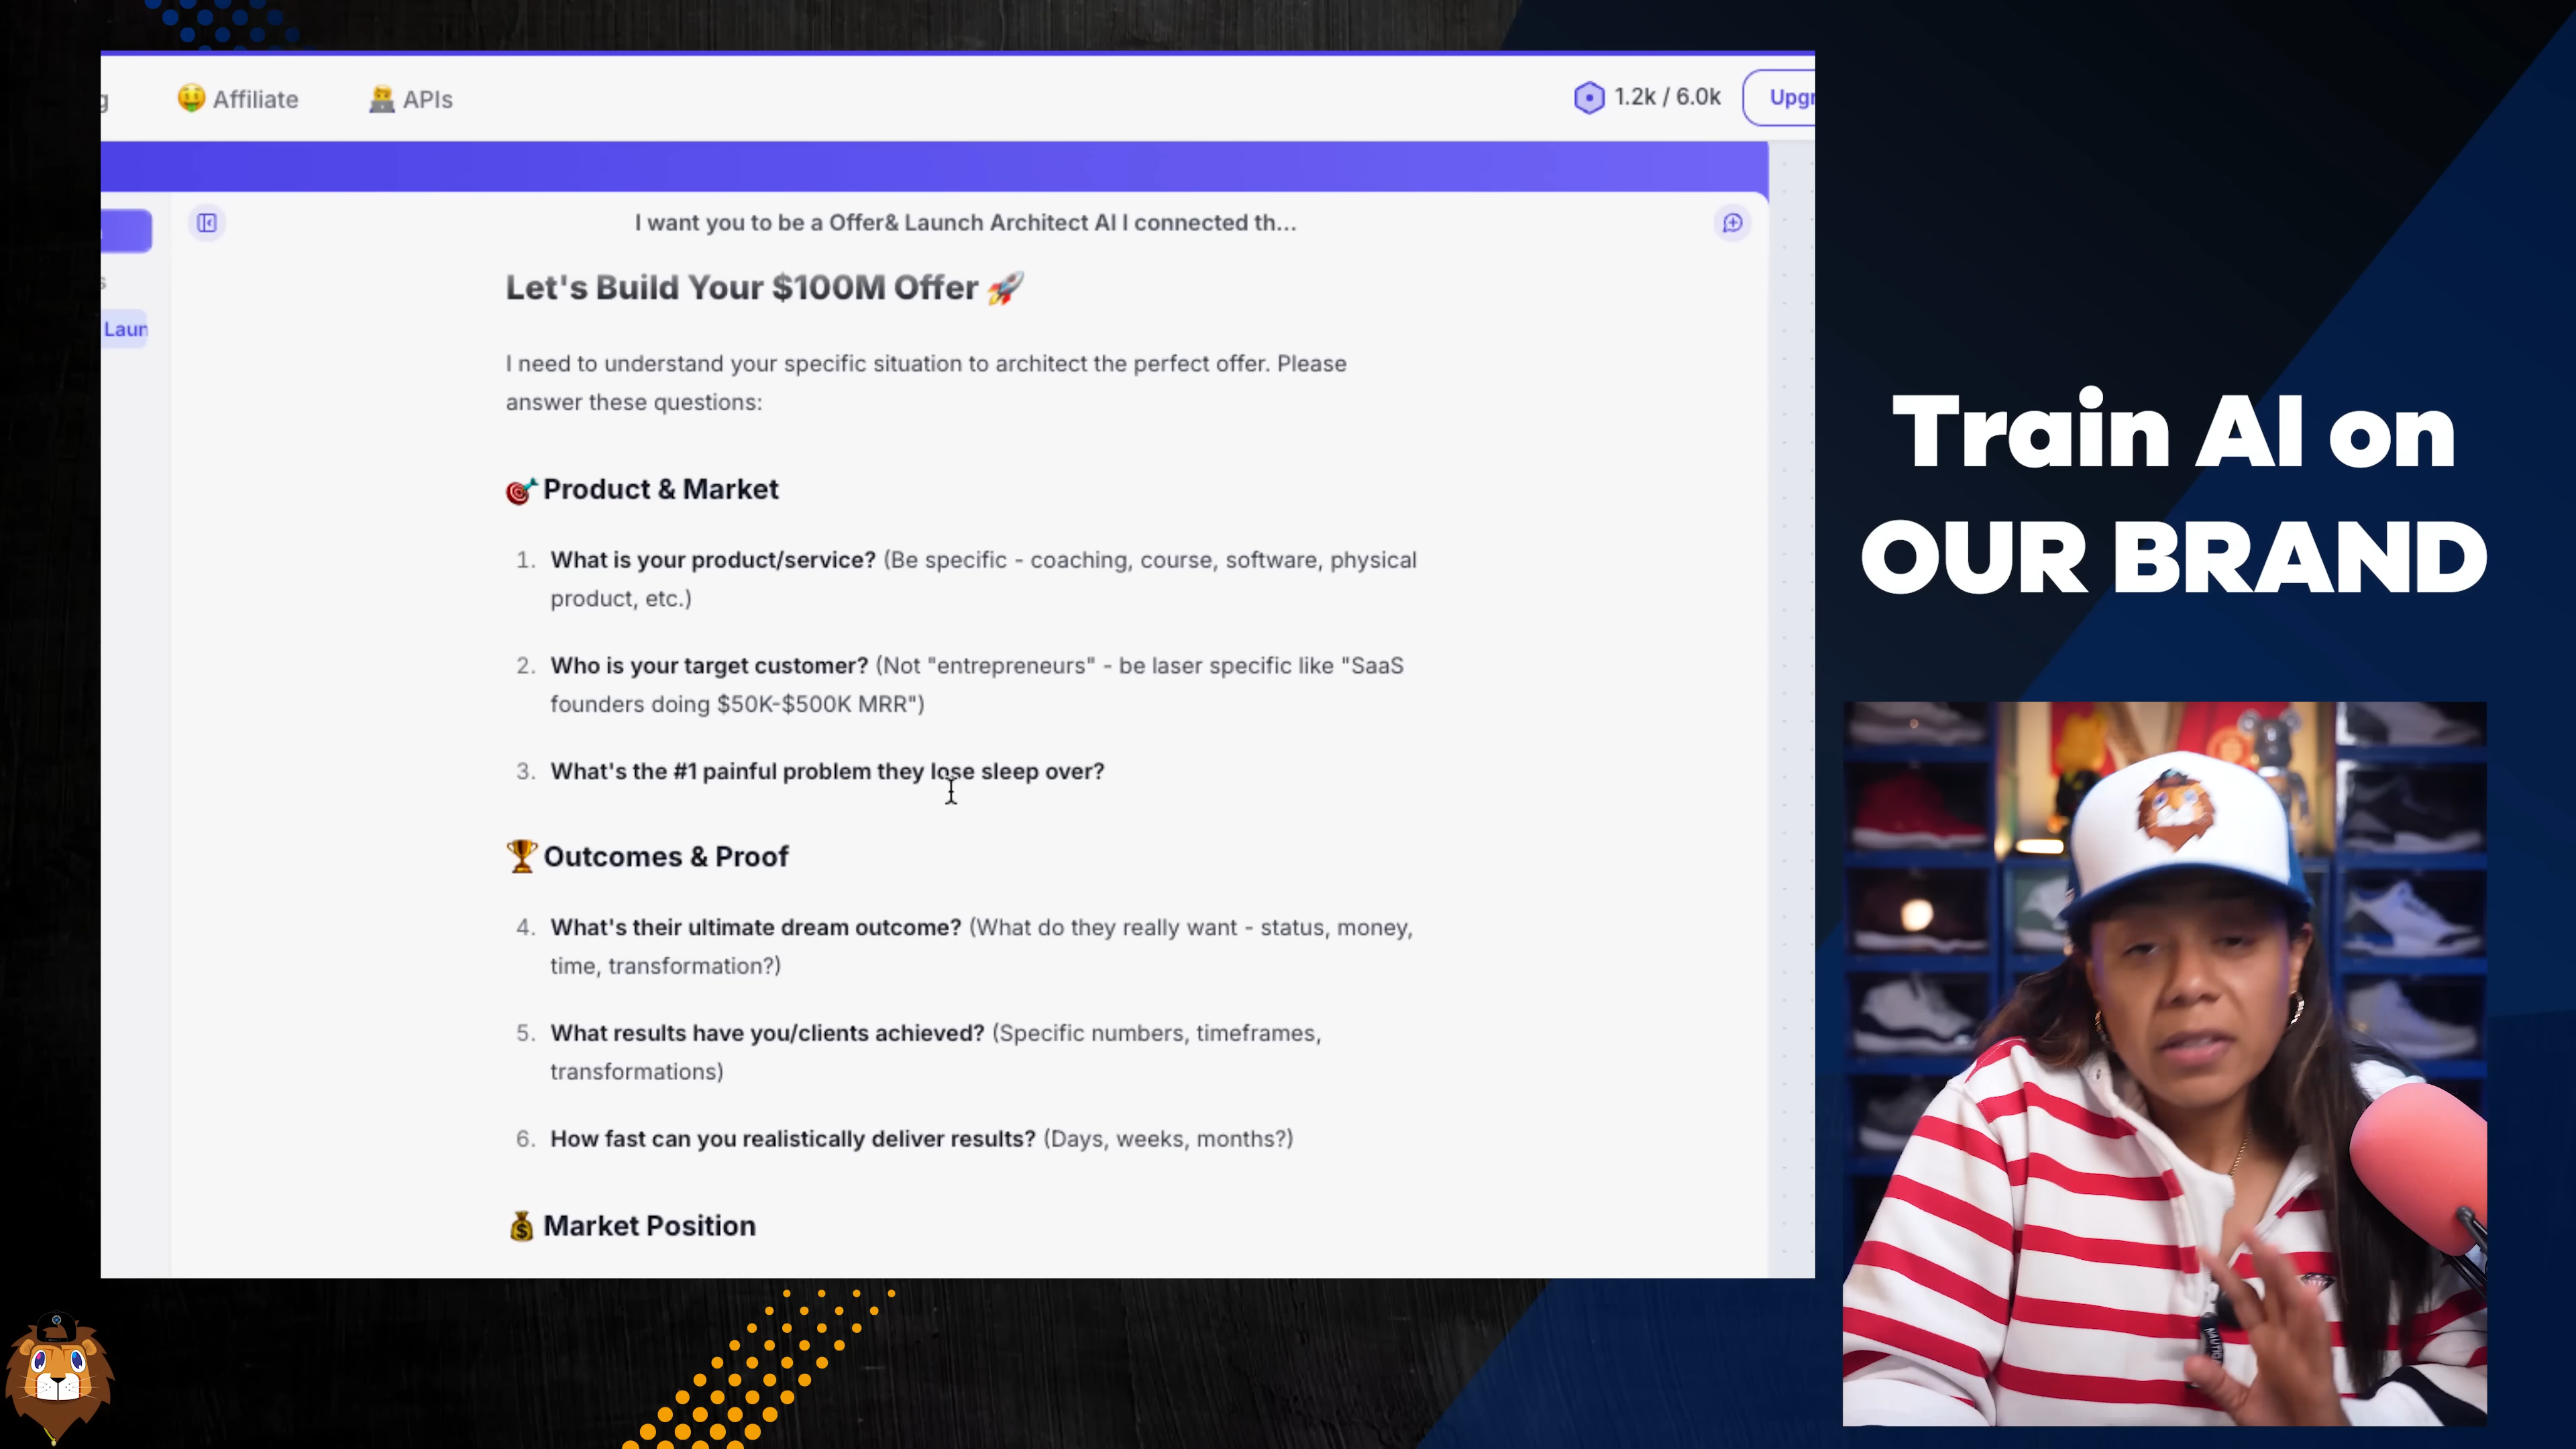 Affiliate
APIs
1.2k / 6.0k
Upgr
I want you to be a Offer& Launch Architect AI I connected th...
Laun
Let's Build Your $100M Offer 🚀
I need to understand your specific situation to architect the perfect offer. Please
answer these questions:
🎯 Product & Market
1. What is your product/service? (Be specific - coaching, course, software, physical
product, etc.)
2. Who is your target customer? (Not "entrepreneurs" - be laser specific like "SaaS
founders doing $50K-$500K MRR")
3. What's the #1 painful problem they lose sleep over?
🏆 Outcomes & Proof
4. What's their ultimate dream outcome? (What do they really want - status, money,
time, transformation?)
5. What results have you/clients achieved? (Specific numbers, timeframes,
transformations)
6. How fast can you realistically deliver results? (Days, weeks, months?)
💰 Market Position
Train AI on
OUR BRAND